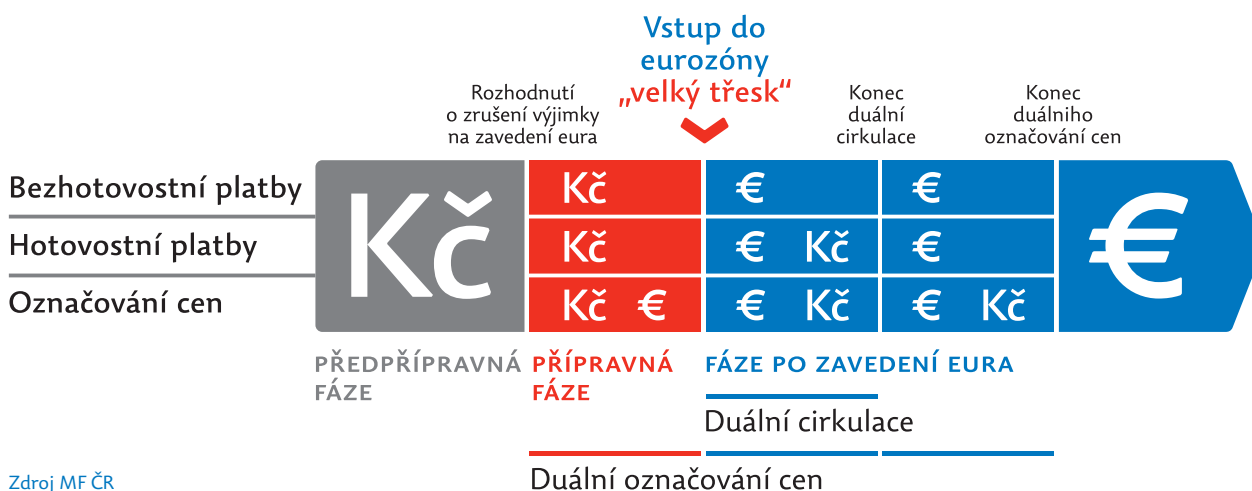 Vstup do
eurozóny
„velký třesk“
Rozhodnutí
o zrušení výjimky
na zavedení eura
Konec
duální
cirkulace
Konec
duálniho
označování cen
Bezhotovostní platby
Kč € €
Hotovostní platby
Kč € Kč €
Označování cen
Kč € € Kč € Kč
Kč
€
PŘEDPŘÍPRAVNÁ
FÁZE
PŘÍPRAVNÁ
FÁZE
FÁZE PO ZAVEDENÍ EURA
Duální cirkulace
Duální označování cen
Zdroj MF ČR